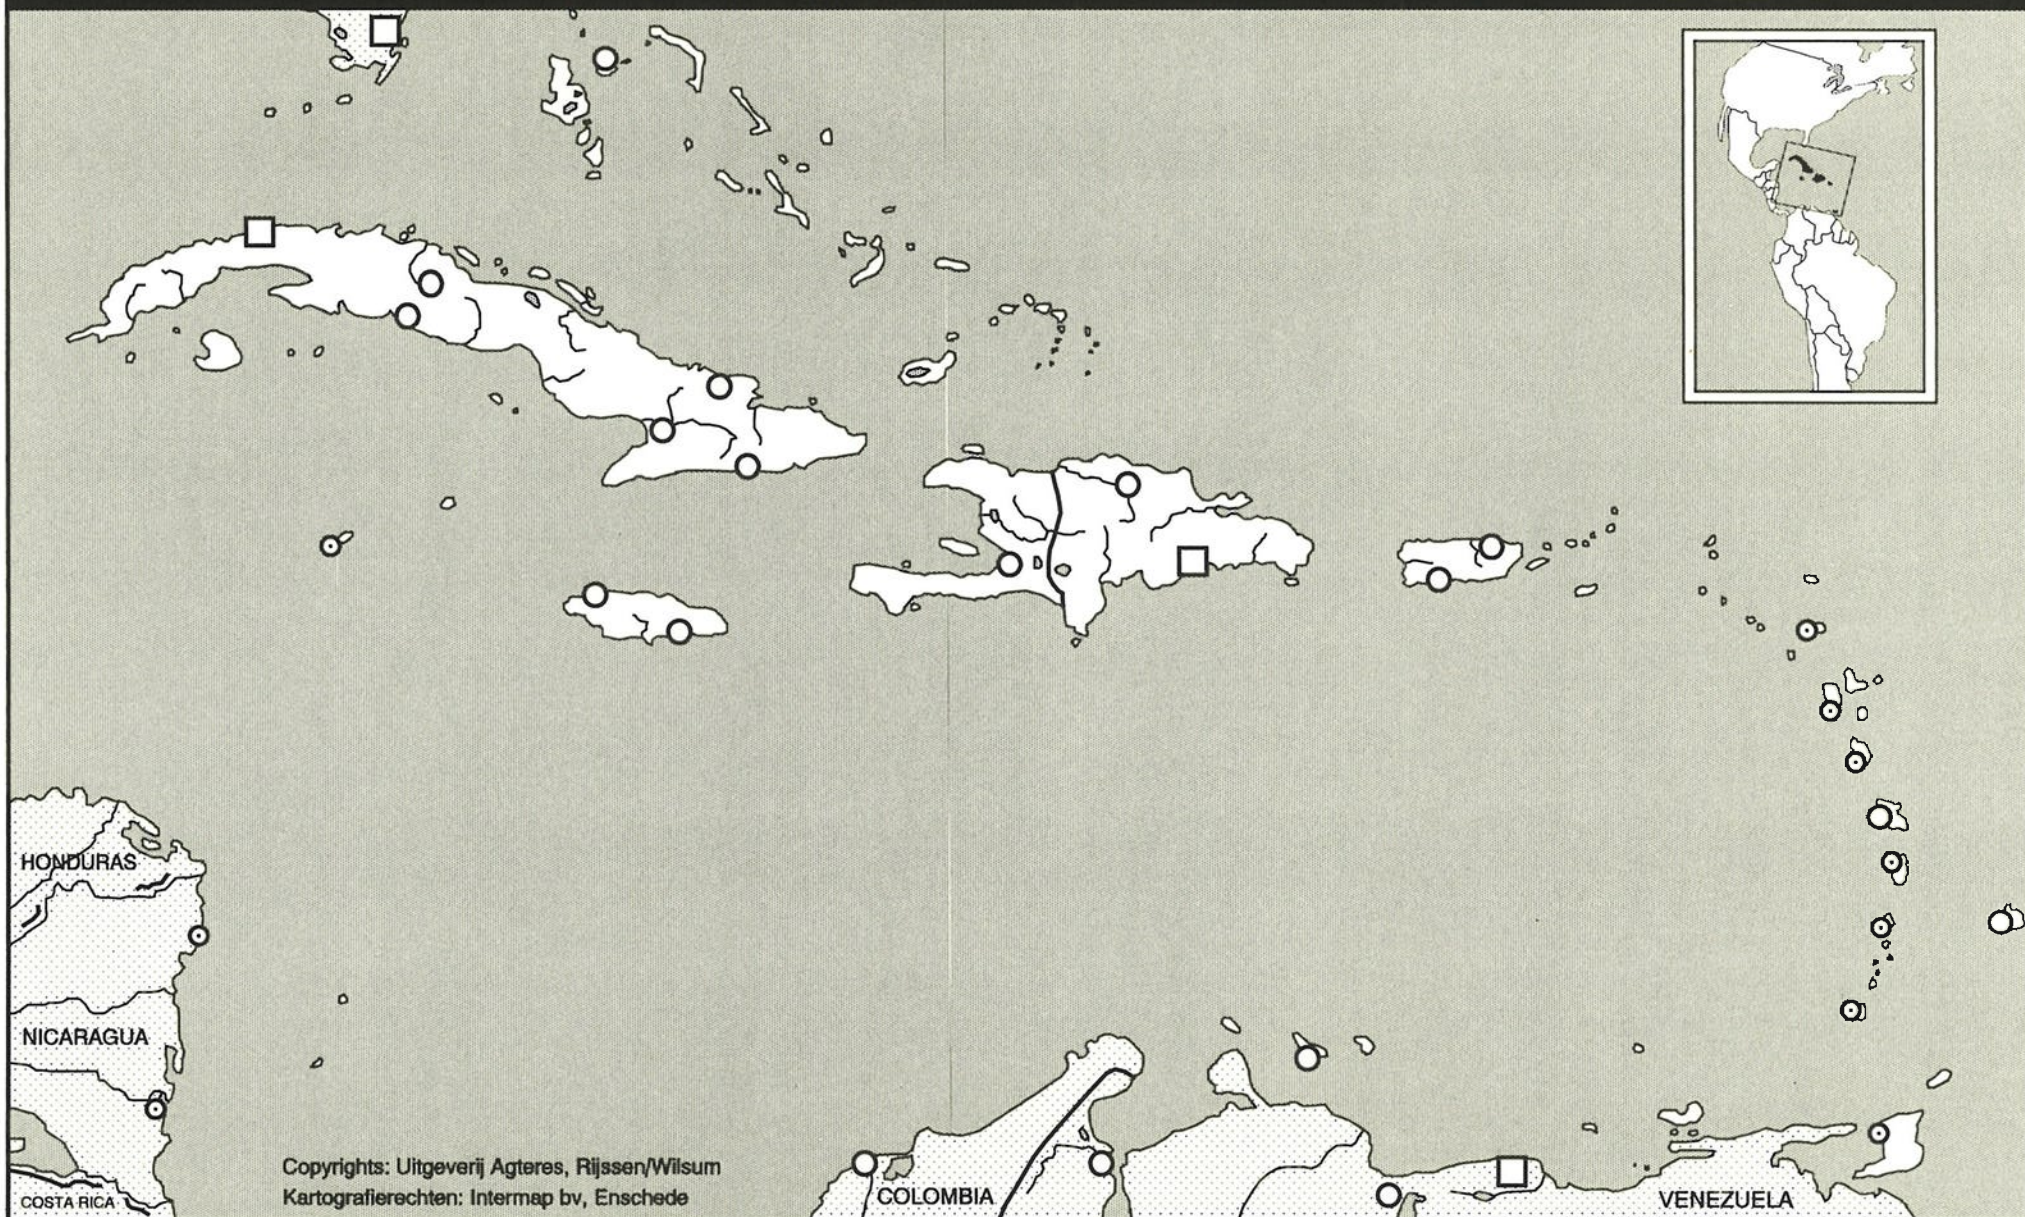 HONDURAS
NICARAGUA
COSTA RICA
Copyrights: Uitgeverij Agteres, Rijssen/Wilsum
Kartografierechten: Intermap bv, Enschede
COLOMBIA
VENEZUELA